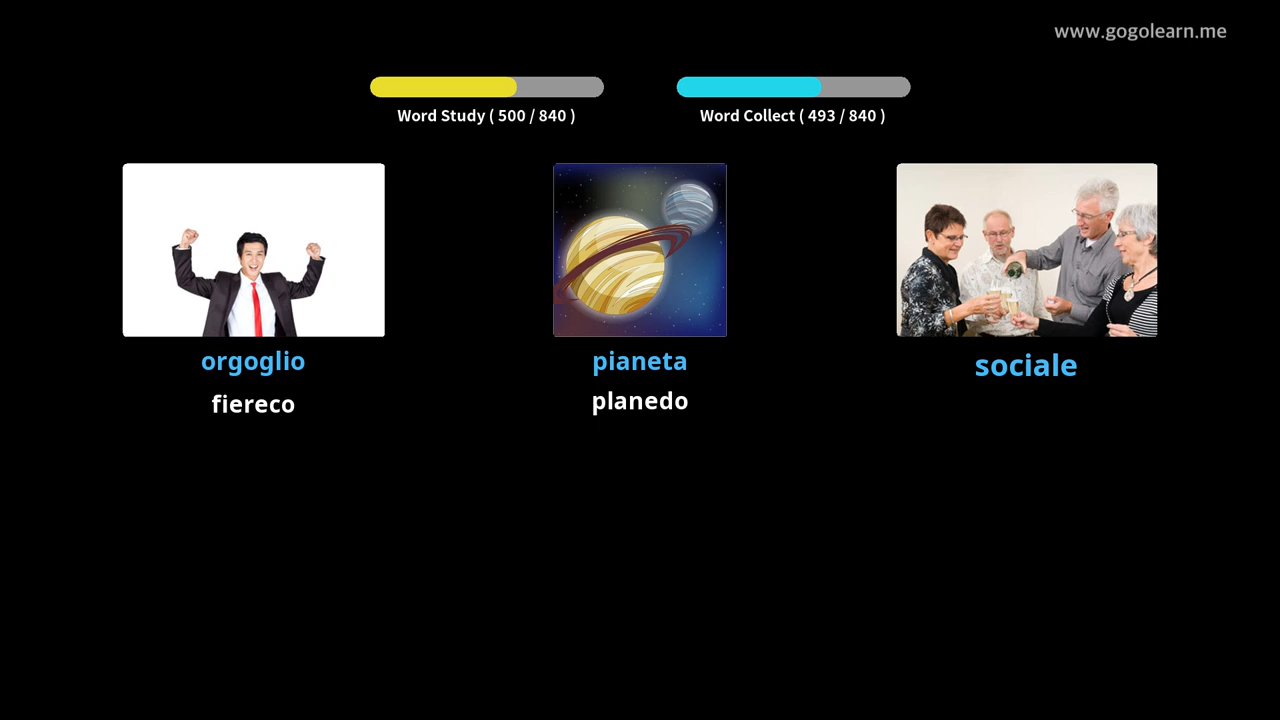 www.gogolearn.me
Word Study ( 500 / 840 )
Word Collect ( 493 / 840 )
orgoglio
fiereco
pianeta
planedo
sociale